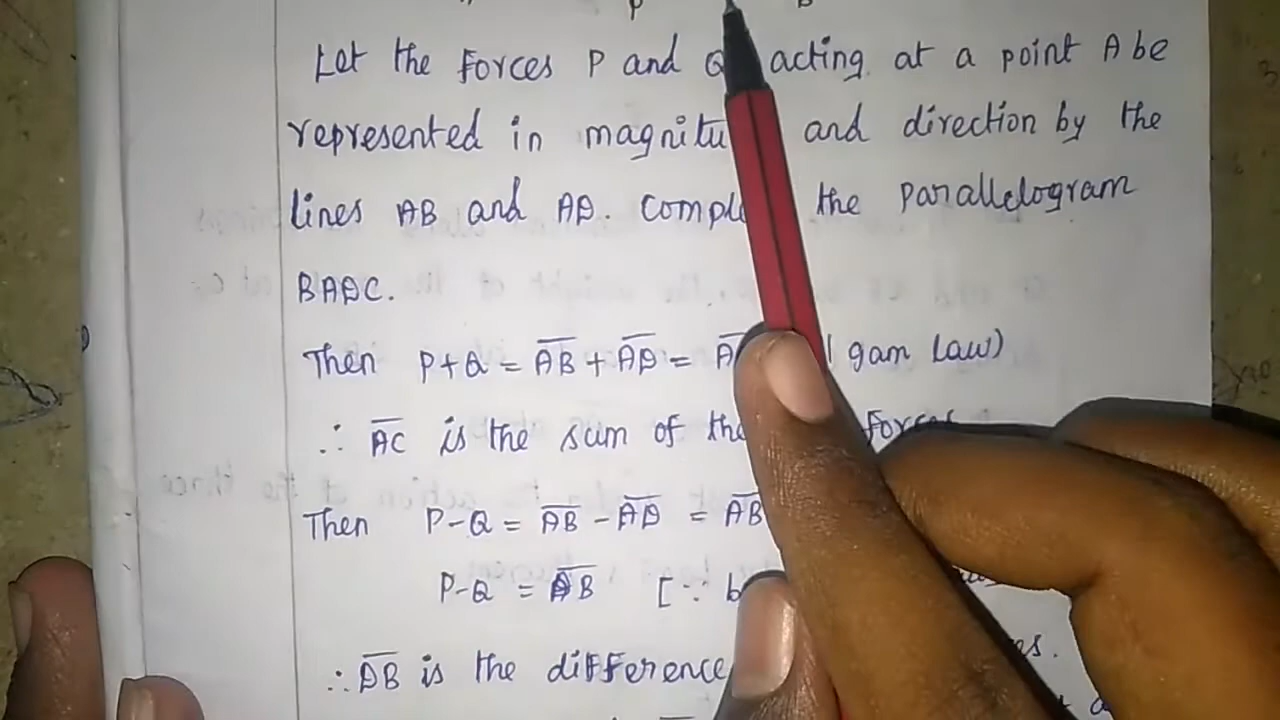 P B
Let the Forces P and Q acting at a point A be
represented in magnitu and direction by the
lines AB and AD. Comple the parallelogram
BADC.
Then P+Q = AB + AD = A gam law)
∴ AC is the sum of the Forces
Then P-Q = AB - AD = AB
P-Q = DB [∵ b
∴ DB is the difference es.